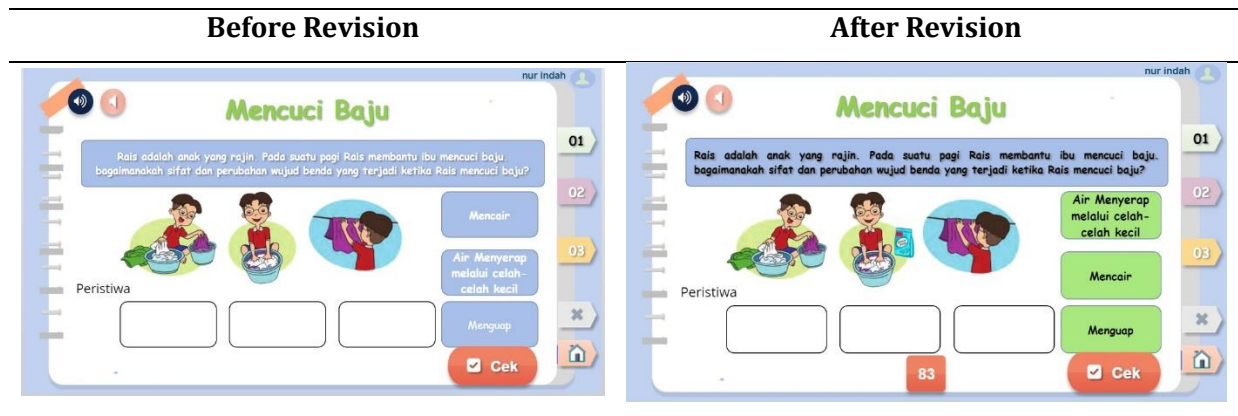 Before Revision
After Revision
nur indah
Mencuci Baju
Rais adalah anak yang rajin. Pada suatu pagi Rais membantu ibu mencuci baju.
bagaimanakah sifat dan perubahan wujud benda yang terjadi ketika Rais mencuci baju?
01
02
03
Mencair
Air Menyerap
melalui celah-
celah kecil
Menguap
Peristiwa
Cek
nur indah
Mencuci Baju
Rais adalah anak yang rajin. Pada suatu pagi Rais membantu ibu mencuci baju.
bagaimanakah sifat dan perubahan wujud benda yang terjadi ketika Rais mencuci baju?
01
02
03
Air Menyerap
melalui celah-
celah kecil
Mencair
Menguap
Peristiwa
83
Cek